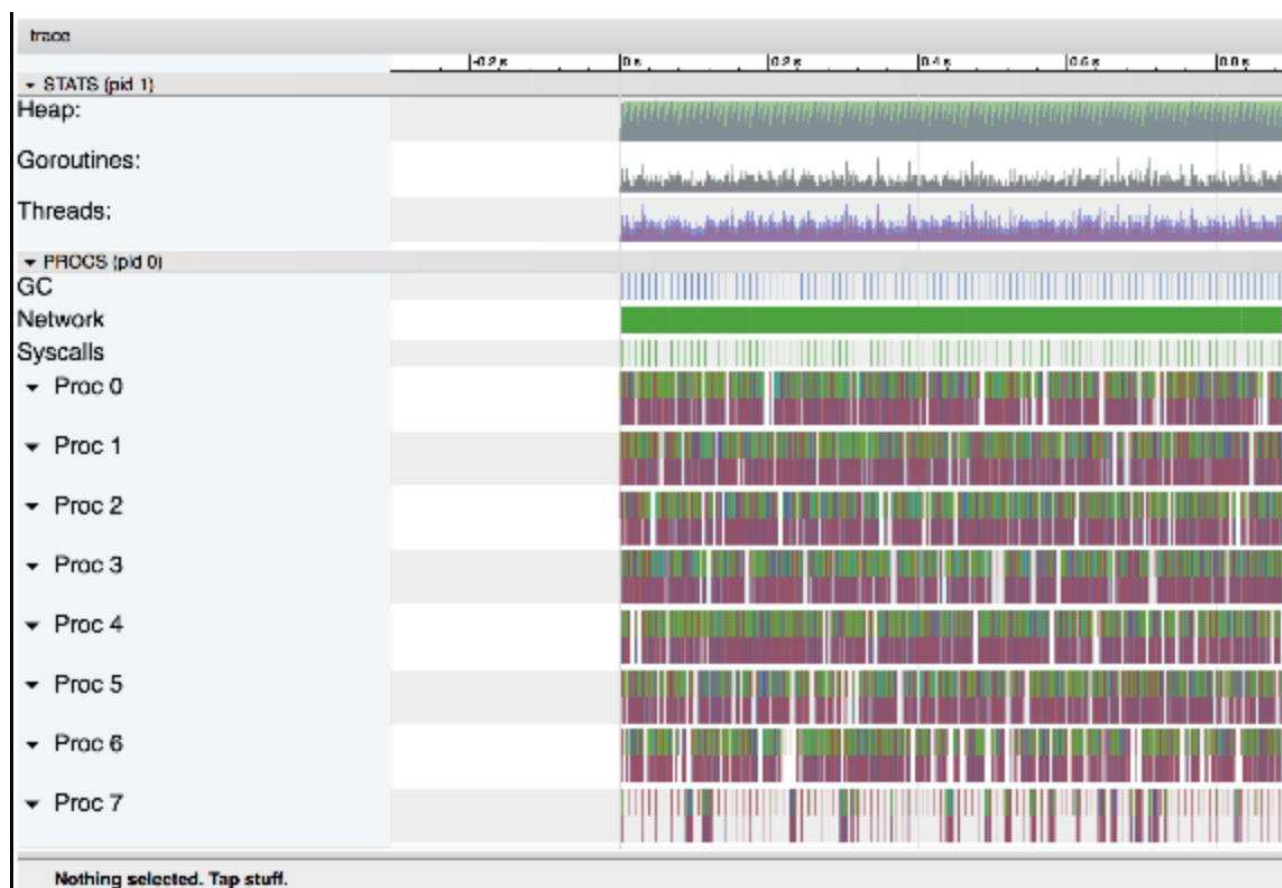 trace
-0.2 s 0 s 0.2 s 0.4 s 0.6 s 0.8 s
STATS (pid 1)
Heap:
Goroutines:
Threads:
PROCS (pid 0)
GC
Network
Syscalls
Proc 0
Proc 1
Proc 2
Proc 3
Proc 4
Proc 5
Proc 6
Proc 7
Nothing selected. Tap stuff.